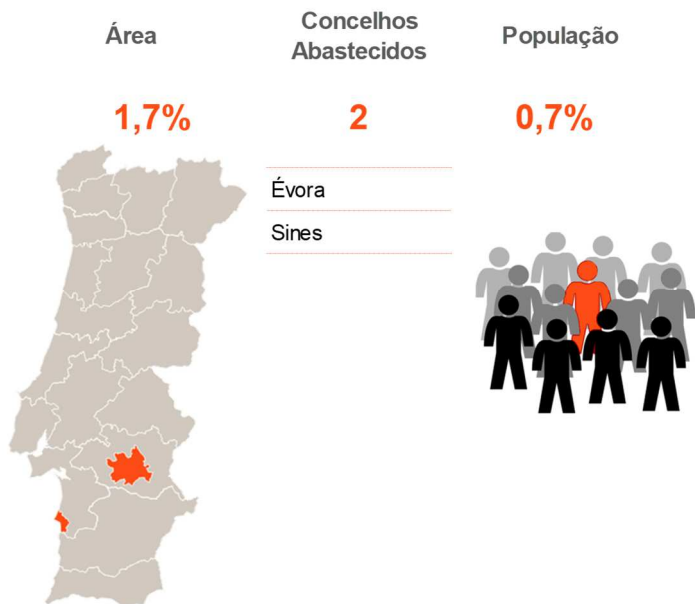 Área
Concelhos
Abastecidos
População
1,7%
2
0,7%
Évora
Sines